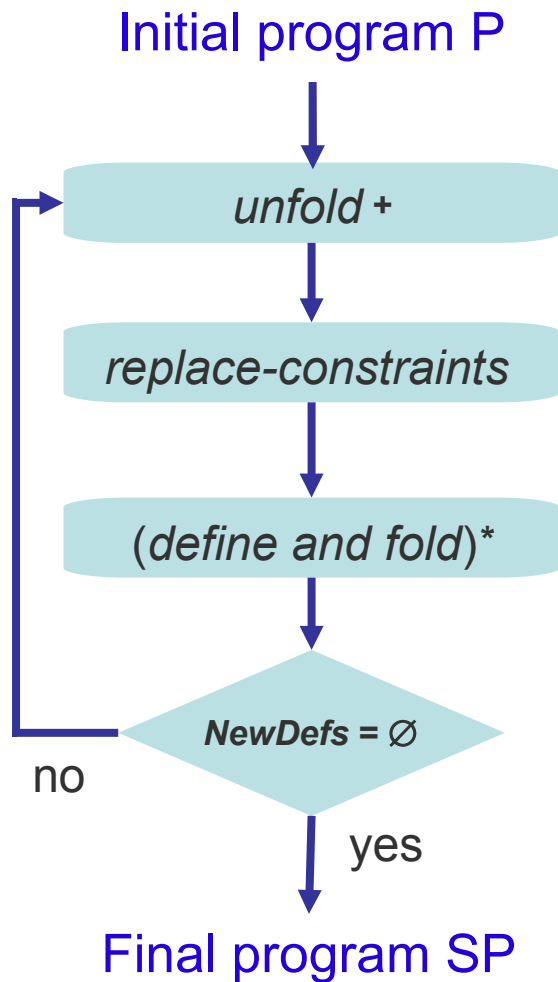 Initial program P
unfold +
replace-constraints
(define and fold)*
NewDefs = ∅
no
yes
Final program SP